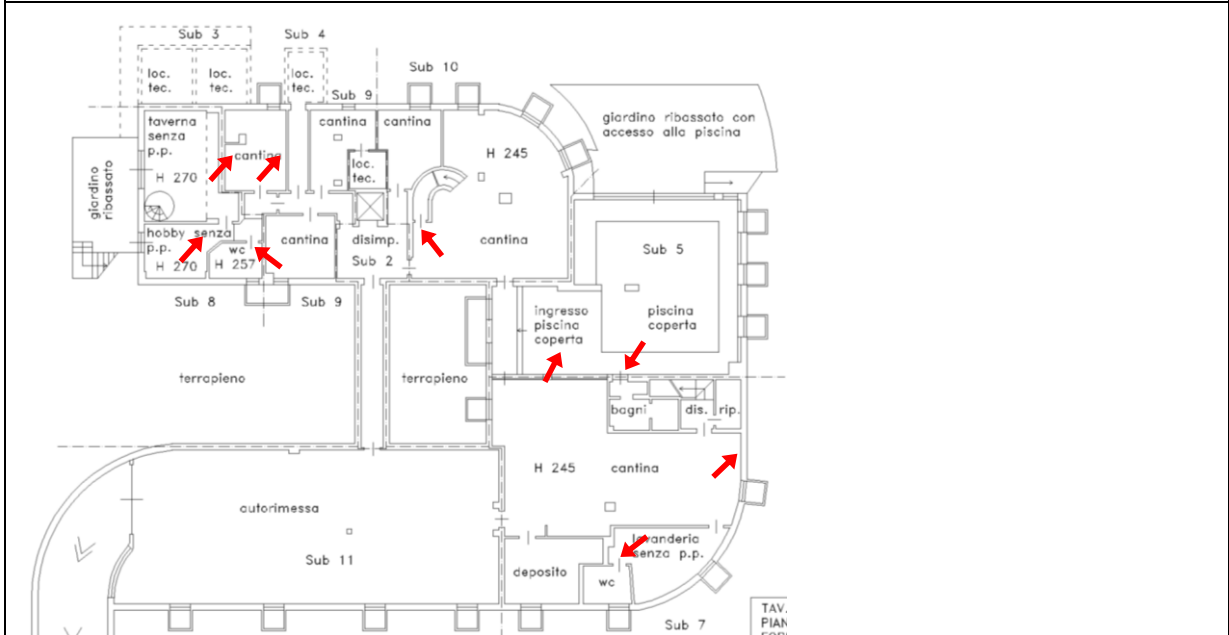 Sub 3
Sub 4
Sub 10
Sub 9
loc.
tec.
loc.
tec.
loc.
tec.
taverna
senza
p.p.
H 270
cantina
cantina
cantina
loc.
tec.
H 245
giardino ribassato con
accesso alla piscina
giardino
ribassato
hobby senza
p.p.
H 270
wc
H 257
cantina
disimp.
Sub 2
cantina
Sub 5
Sub 8
Sub 9
ingresso
piscina
coperta
piscina
coperta
terrapieno
terrapieno
bagni
dis.
rip.
H 245
cantina
autorimessa
Sub 11
deposito
lavanderia
senza p.p.
wc
Sub 7
TAV.
PIAN